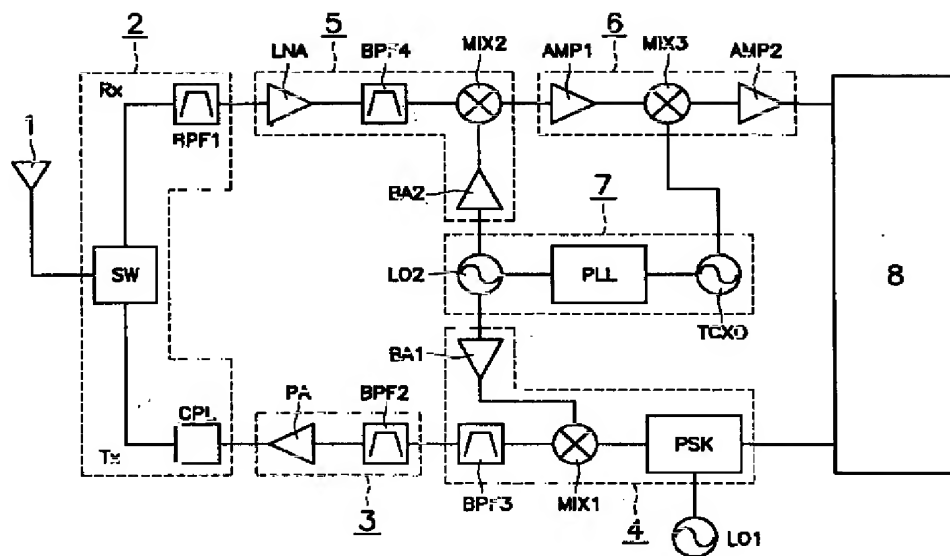 2
5
6
LNA
BPF4
MIX2
AMP1
MIX3
AMP2
Rx
BPF1
1
BA2
7
8
SW
LO2
PLL
TCXO
BA1
PA
BPF2
CPL
Tx
PSK
3
BPF3
MIX1
4
LO1